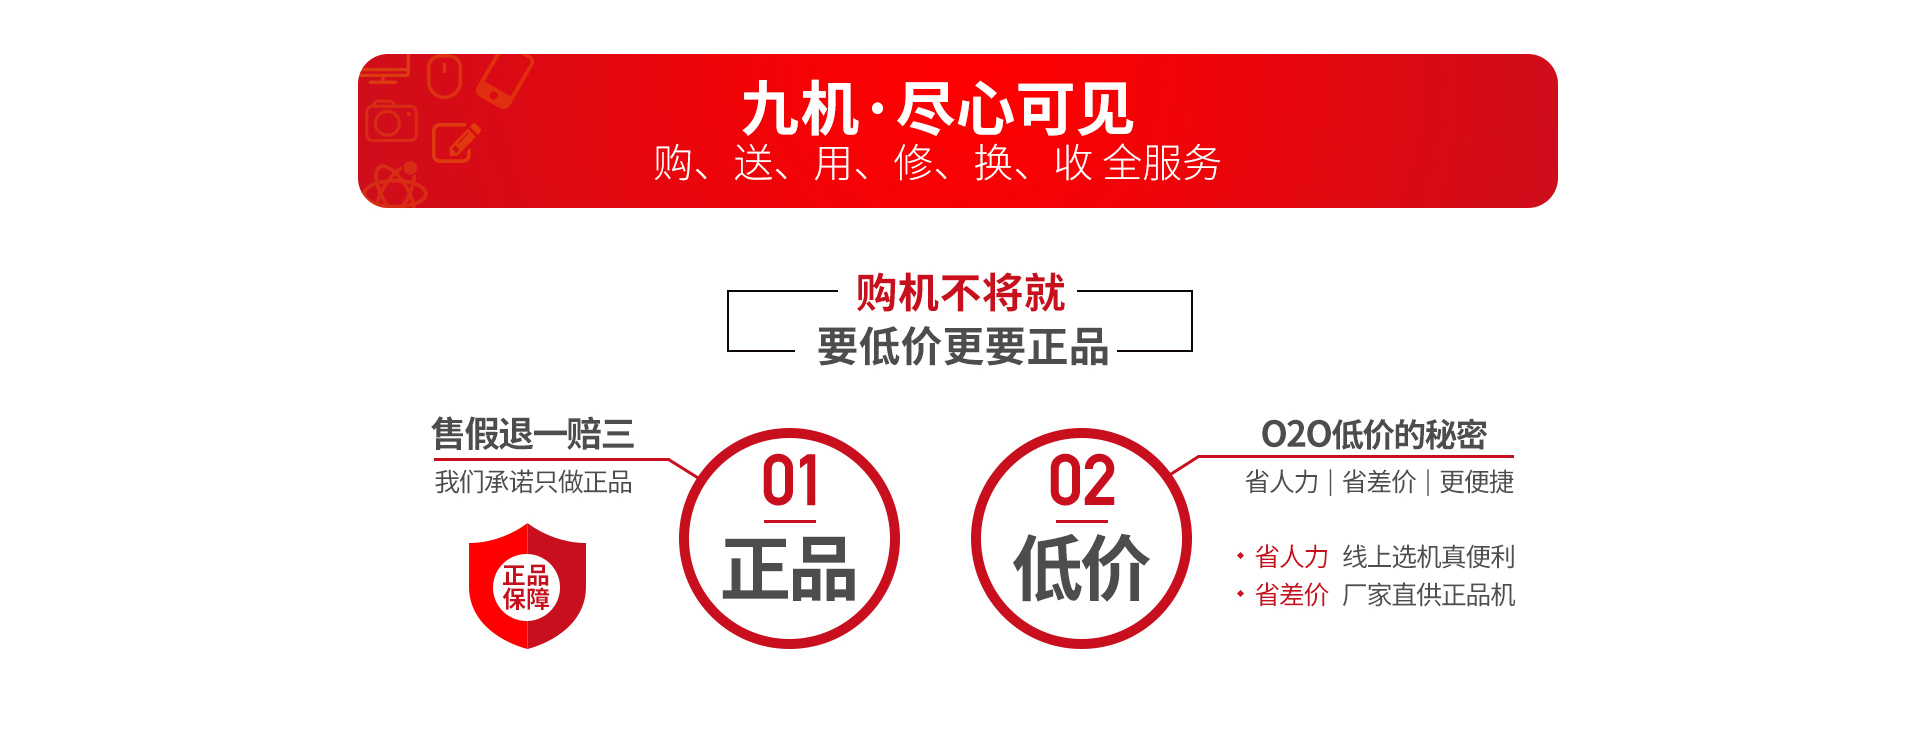 九机·尽心可见
购、送、用、修、换、收 全服务
购机不将就
要低价更要正品
售假退一赔三
我们承诺只做正品
正品
保障
01
正品
02
低价
O2O低价的秘密
省人力｜省差价｜更便捷
·省人力 线上选机真便利
·省差价 厂家直供正品机